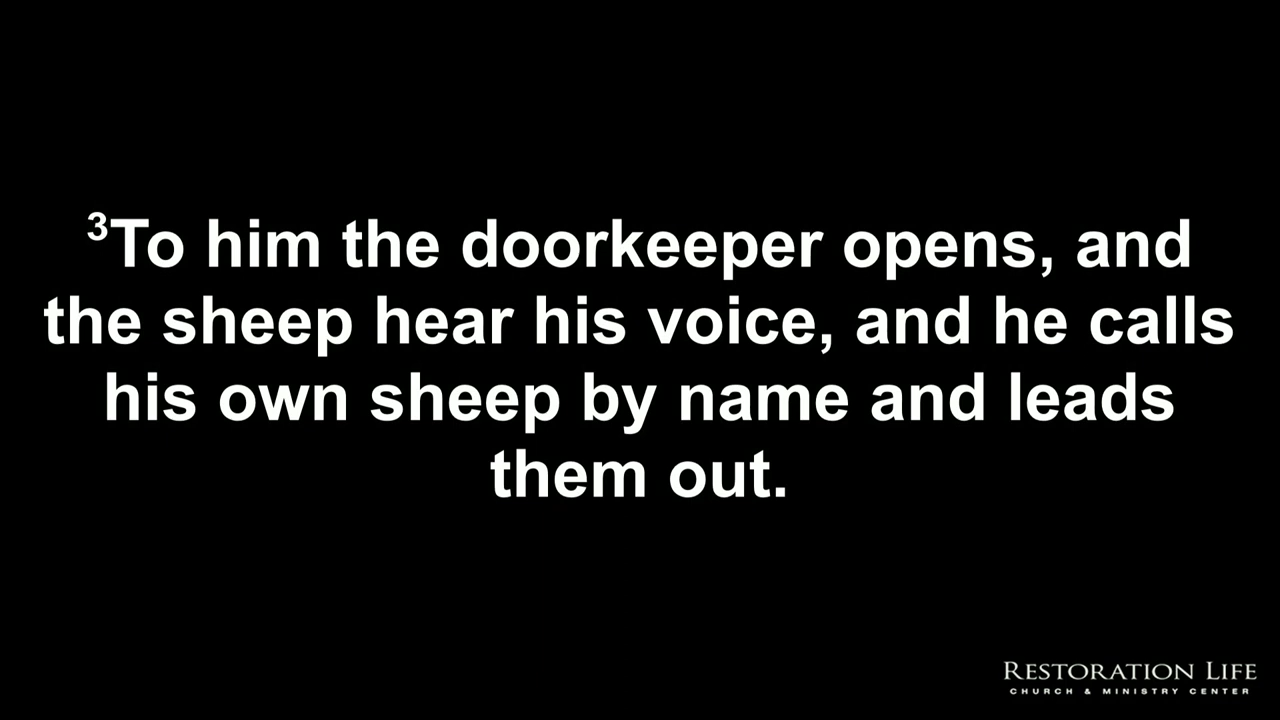 ³To him the doorkeeper opens, and
the sheep hear his voice, and he calls
his own sheep by name and leads
them out.
RESTORATION LIFE
CHURCH & MINISTRY CENTER